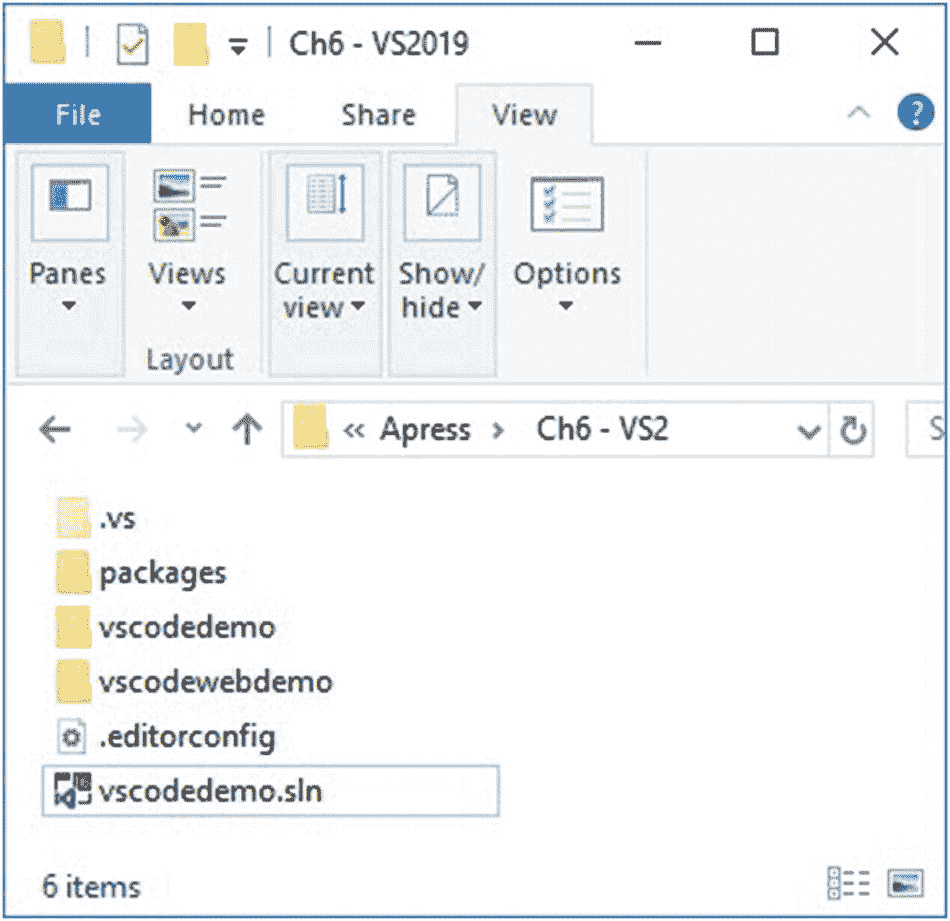 Ch6 - VS2019
File Home Share View ?
Panes Views Current view Show/ hide Options
Layout
« Apress › Ch6 - VS2 S
.vs
packages
vscodedemo
vscodewebdemo
.editorconfig
vscodedemo.sln
6 items